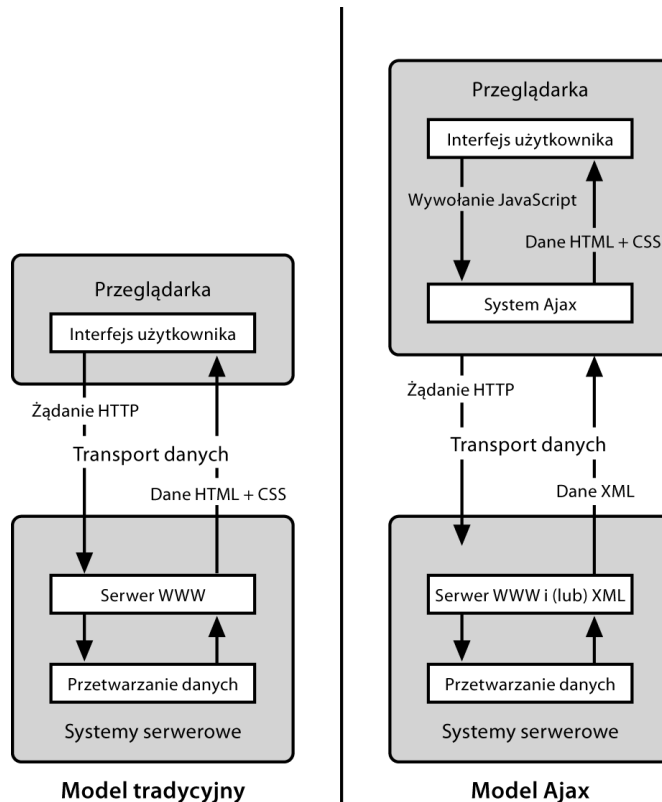 Przeglądarka
Interfejs użytkownika
Żądanie HTTP
Transport danych
Dane HTML + CSS
Serwer WWW
Przetwarzanie danych
Systemy serwerowe
Model tradycyjny
Przeglądarka
Interfejs użytkownika
Wywołanie JavaScript
Dane HTML + CSS
System Ajax
Żądanie HTTP
Transport danych
Dane XML
Serwer WWW i (lub) XML
Przetwarzanie danych
Systemy serwerowe
Model Ajax